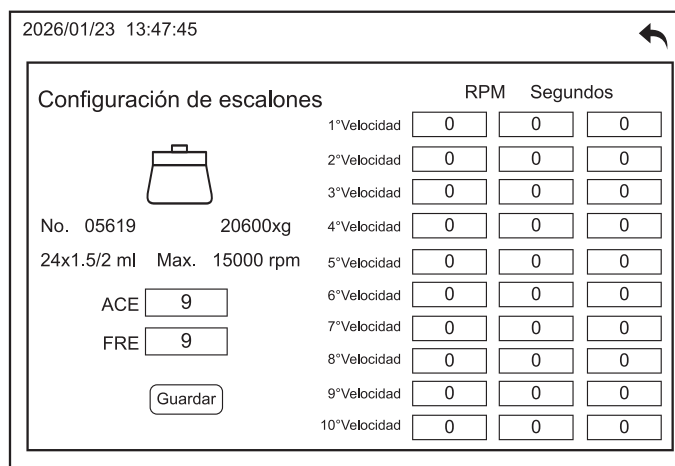 2026/01/23 13:47:45
Configuración de escalones
No. 05619 20600xg
24x1.5/2 ml Max. 15000 rpm
ACE 9
FRE 9
Guardar
RPM Segundos
1°Velocidad 0 0 0
2°Velocidad 0 0 0
3°Velocidad 0 0 0
4°Velocidad 0 0 0
5°Velocidad 0 0 0
6°Velocidad 0 0 0
7°Velocidad 0 0 0
8°Velocidad 0 0 0
9°Velocidad 0 0 0
10°Velocidad 0 0 0